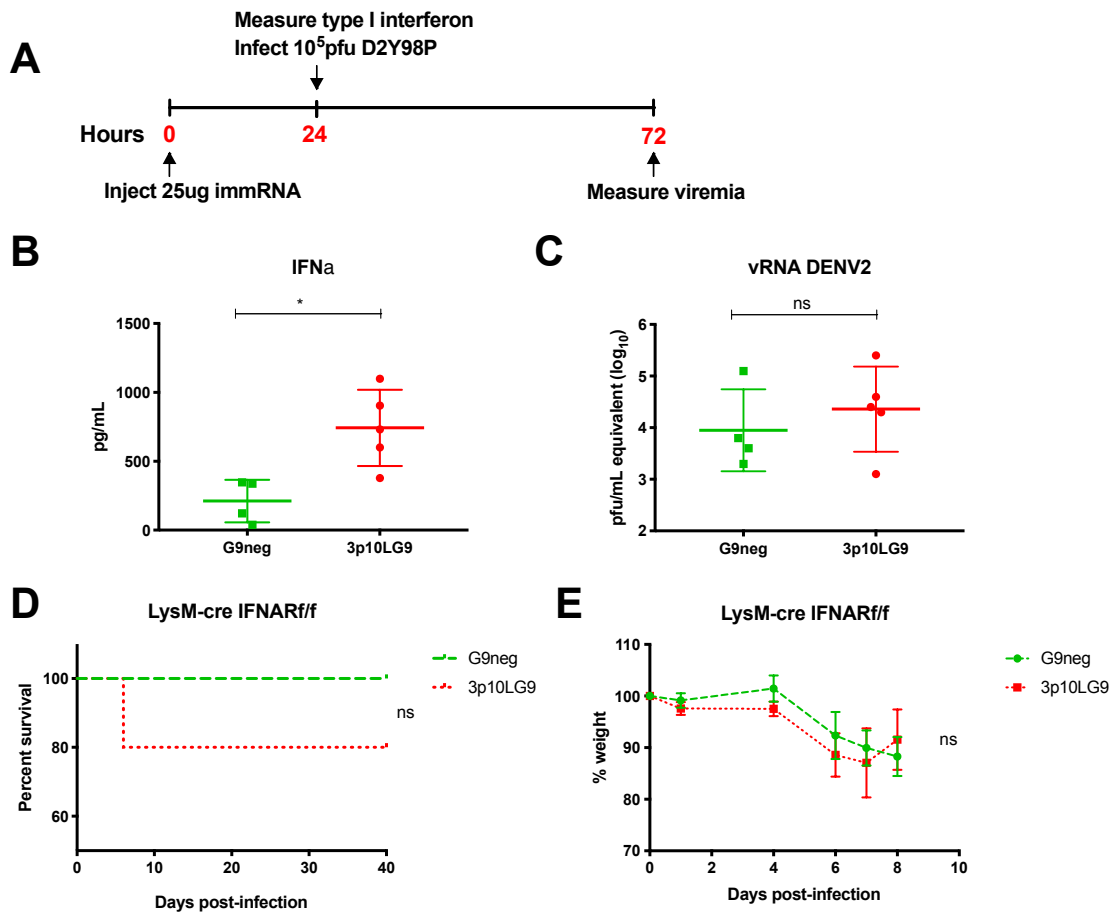 A
Measure type I interferon
Infect 10⁵pfu D2Y98P
Hours 0 24 72
Inject 25ug immRNA
Measure viremia
B
IFNa
*
1500
1000
500
0
pg/mL
G9neg 3p10LG9
C
vRNA DENV2
ns
6
5
4
3
2
pfu/mL equivalent (log₁₀)
G9neg 3p10LG9
D
LysM-cre IFNARf/f
G9neg
3p10LG9
ns
100
80
60
Percent survival
0 10 20 30 40
Days post-infection
E
LysM-cre IFNARf/f
G9neg
3p10LG9
ns
110
100
90
80
70
% weight
0 2 4 6 8 10
Days post-infection